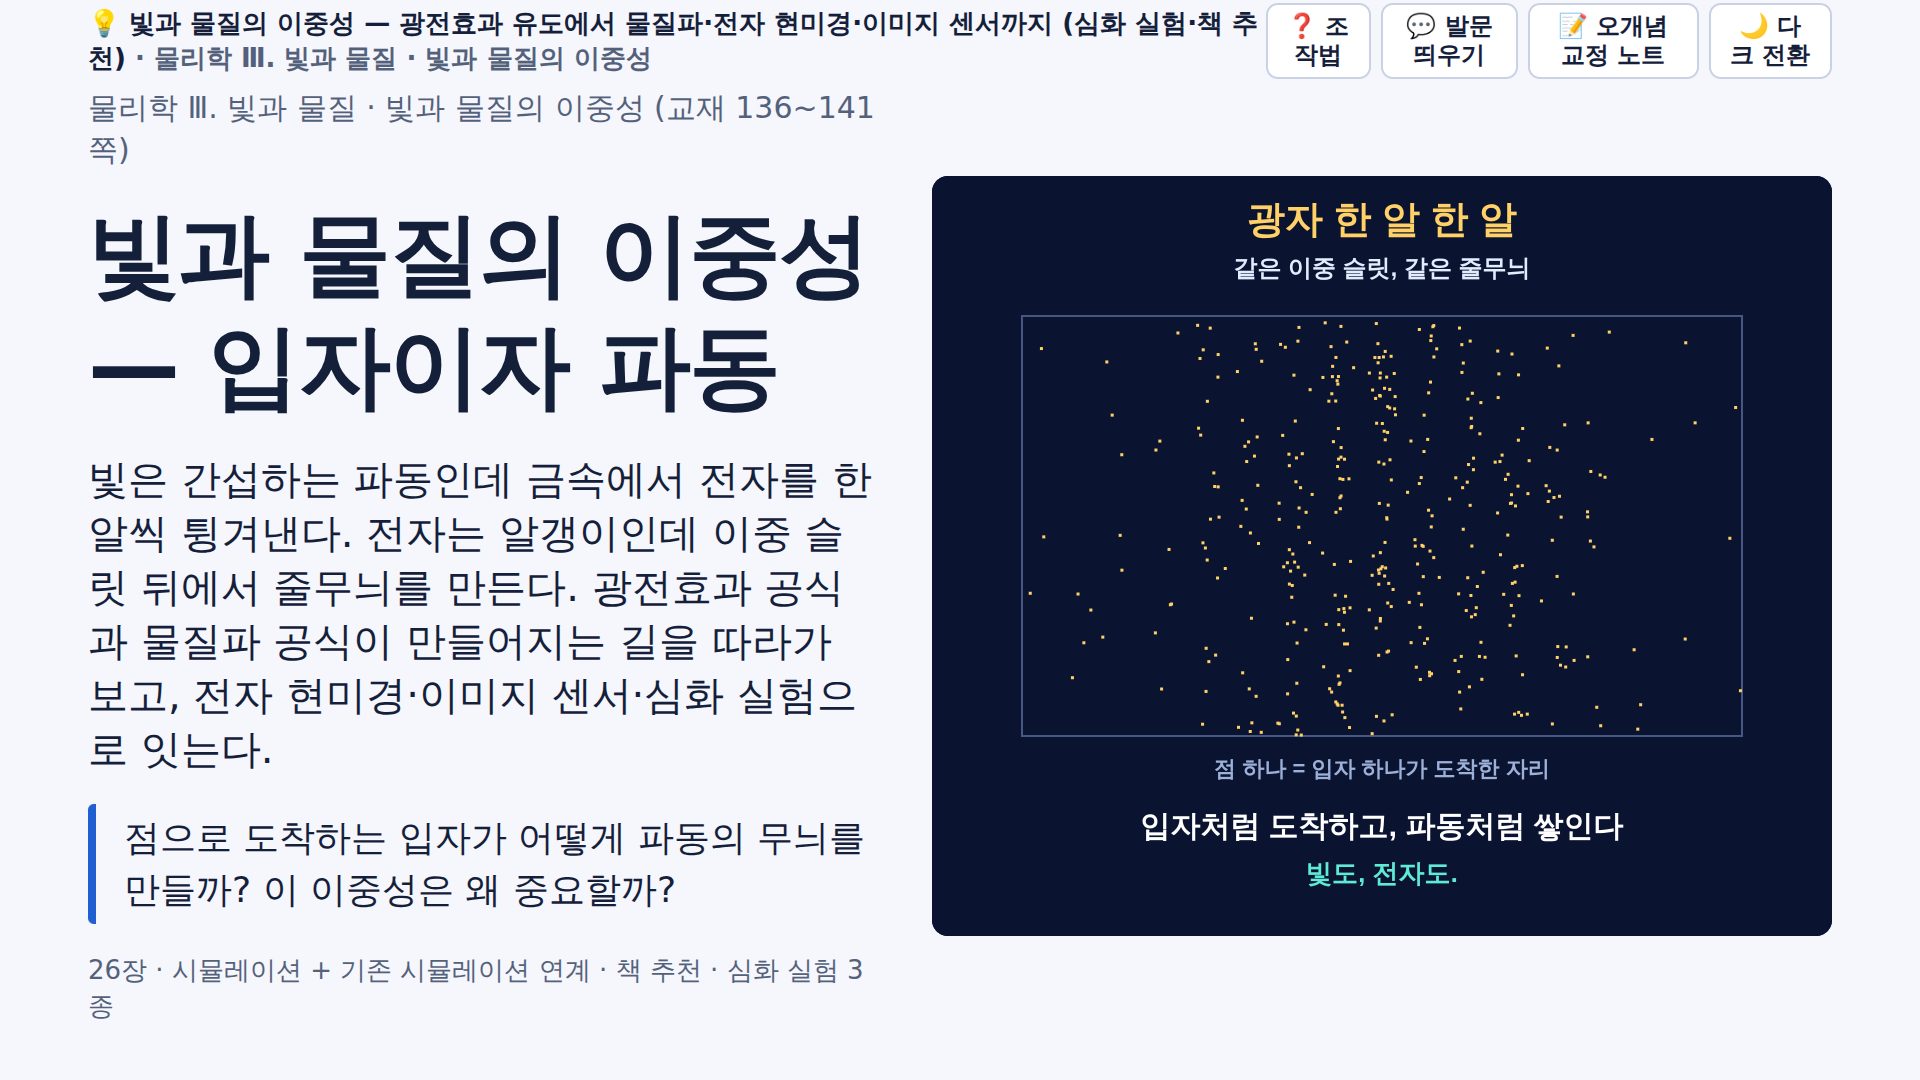 💡 빛과 물질의 이중성 — 광전효과 유도에서 물질파·전자 현미경·이미지 센서까지 (심화 실험·책 추
천) · 물리학 Ⅲ. 빛과 물질 · 빛과 물질의 이중성
❓ 조
작법
💬 발문
띄우기
📝 오개념
교정 노트
🌙 다
크 전환
물리학 Ⅲ. 빛과 물질 · 빛과 물질의 이중성 (교재 136~141
쪽)
빛과 물질의 이중성
— 입자이자 파동
빛은 간섭하는 파동인데 금속에서 전자를 한
알씩 튕겨낸다. 전자는 알갱이인데 이중 슬
릿 뒤에서 줄무늬를 만든다. 광전효과 공식
과 물질파 공식이 만들어지는 길을 따라가
보고, 전자 현미경·이미지 센서·심화 실험으
로 잇는다.
점으로 도착하는 입자가 어떻게 파동의 무늬를
만들까? 이 이중성은 왜 중요할까?
26장 · 시뮬레이션 + 기존 시뮬레이션 연계 · 책 추천 · 심화 실험 3
종
광자 한 알 한 알
같은 이중 슬릿, 같은 줄무늬
점 하나 = 입자 하나가 도착한 자리
입자처럼 도착하고, 파동처럼 쌓인다
빛도, 전자도.